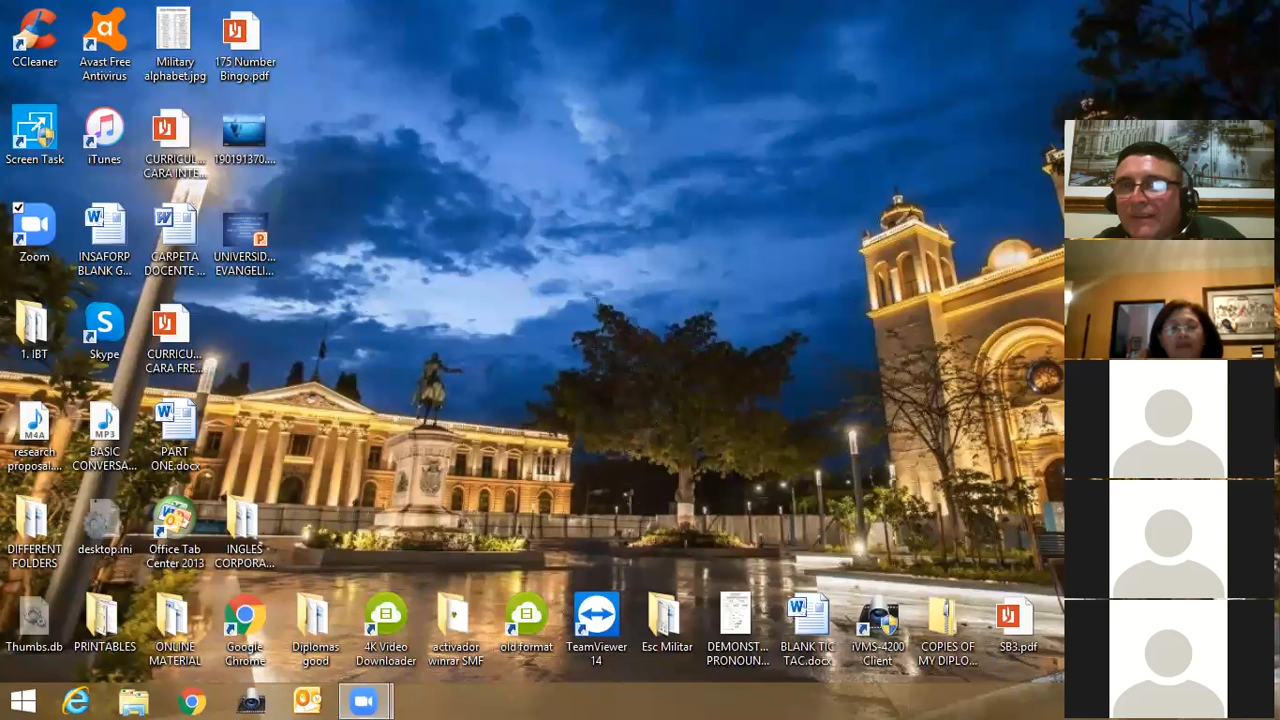 CCleaner
Avast Free
Antivirus
Military
alphabet.jpg
175 Number
Bingo.pdf
Screen Task
iTunes
CURRICUL...
CARA INTE...
190191370....
Zoom
INSAFORP
BLANK G...
CARPETA
DOCENTE ...
UNIVERSID...
EVANGELI...
1. IBT
Skype
CURRICU...
CARA FRE...
M4A
research
proposal....
MP3
BASIC
CONVERSA...
PART
ONE.docx
DIFFERENT
FOLDERS
desktop.ini
Office Tab
Center 2013
INGLES
CORPORA...
Thumbs.db
PRINTABLES
ONLINE
MATERIAL
Google
Chrome
Diplomas
good
4K Video
Downloader
activador
winrar SMF
old format
TeamViewer
14
Esc Militar
DEMONST...
PRONOUN...
BLANK TIC
TAC.docx
iVMS-4200
Client
COPIES OF
MY DIPLO...
SB3.pdf